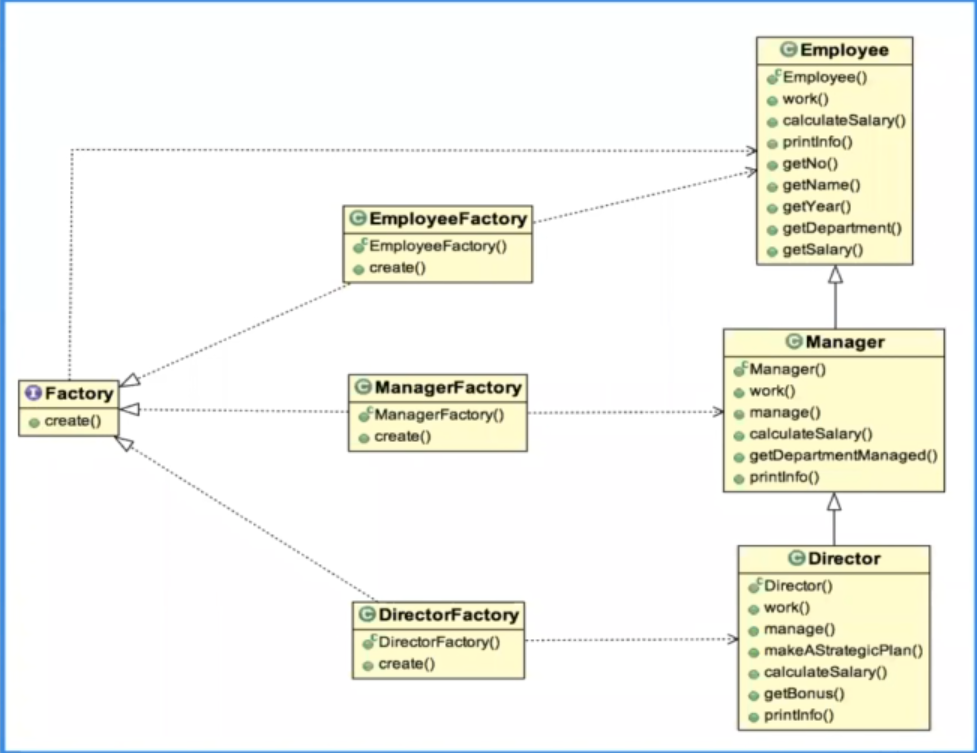 Employee
Employee()
work()
calculateSalary()
printInfo()
getNo()
getName()
getYear()
getDepartment()
getSalary()
EmployeeFactory
EmployeeFactory()
create()
Factory
create()
ManagerFactory
ManagerFactory()
create()
Manager
Manager()
work()
manage()
calculateSalary()
getDepartmentManaged()
printInfo()
DirectorFactory
DirectorFactory()
create()
Director
Director()
work()
manage()
makeAStrategicPlan()
calculateSalary()
getBonus()
printInfo()